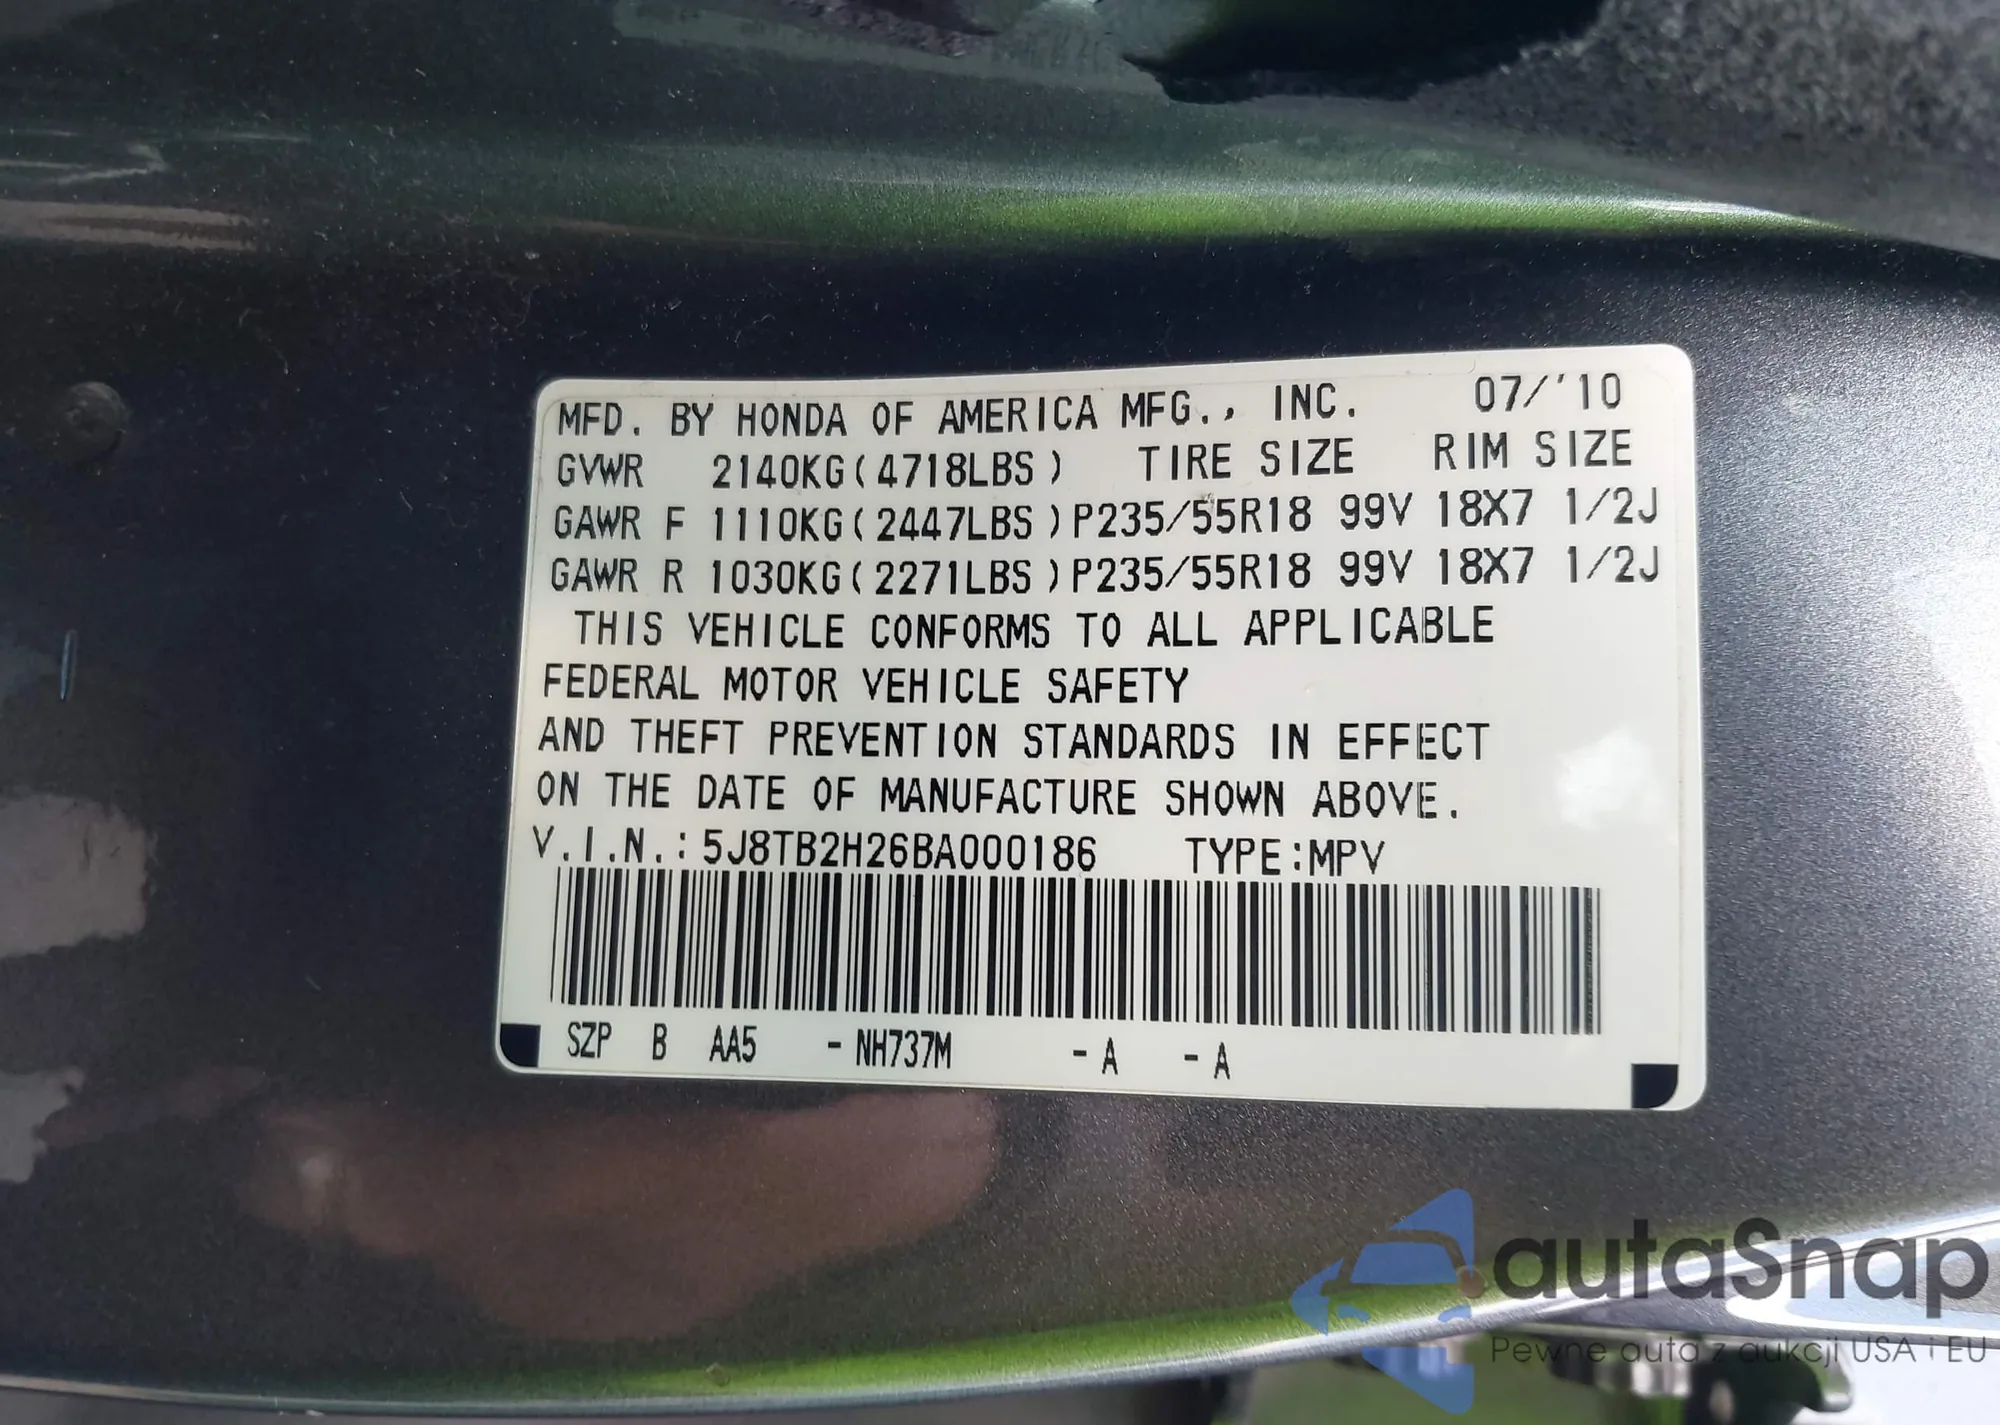 MFD. BY HONDA OF AMERICA MFG., INC. 07/'10
GVWR 2140KG(4718LBS) TIRE SIZE RIM SIZE
GAWR F 1110KG(2447LBS)P235/55R18 99V 18X7 1/2J
GAWR R 1030KG(2271LBS)P235/55R18 99V 18X7 1/2J
THIS VEHICLE CONFORMS TO ALL APPLICABLE
FEDERAL MOTOR VEHICLE SAFETY
AND THEFT PREVENTION STANDARDS IN EFFECT
ON THE DATE OF MANUFACTURE SHOWN ABOVE.
V.I.N.:5J8TB2H26BA000186 TYPE:MPV
SZP B AA5 -NH737M -A -A
autaSnap
Pewne auta z aukcji USA i EU